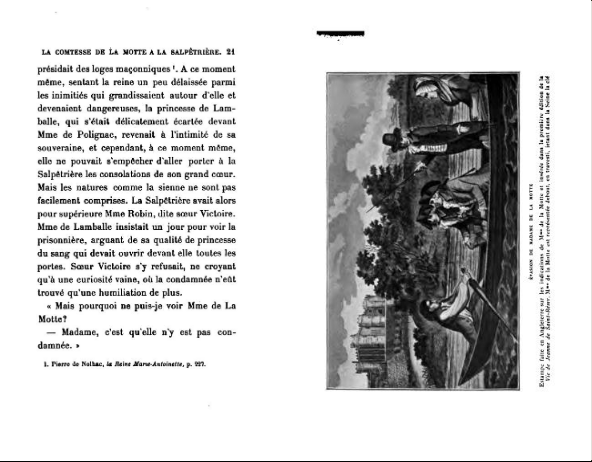 LA COMTESSE DE LA MOTTE A LA SALPÊTRIÈRE. 21
présidait des loges maçonniques ¹. A ce moment
même, sentant la reine un peu délaissée parmi
les inimitiés qui grandissaient autour d'elle et
devenaient dangereuses, la princesse de Lam-
balle, qui s'était délicatement écartée devant
Mme de Polignac, revenait à l'intimité de sa
souveraine, et cependant, à ce moment même,
elle ne pouvait s'empêcher d'aller porter à la
Salpêtrière les consolations de son grand cœur.
Mais les natures comme la sienne ne sont pas
facilement comprises. La Salpêtrière avait alors
pour supérieure Mme Robin, dite sœur Victoire.
Mme de Lamballe insistait un jour pour voir la
prisonnière, arguant de sa qualité de princesse
du sang qui devait ouvrir devant elle toutes les
portes. Sœur Victoire s'y refusait, ne croyant
qu'à une curiosité vaine, où la condamnée n'eût
trouvé qu'une humiliation de plus.
« Mais pourquoi ne puis-je voir Mme de La
Motte?
— Madame, c'est qu'elle n'y est pas con-
damnée. »
1. Pierre de Nolhac, la Reine Marie-Antoinette, p. 227.
ÉVASION DE MADAME DE LA MOTTE
Estampe faite en Angleterre sur les indications de Mme de la Motte et insérée dans la première édition de la
Vie de Jeanne de Saint-Rémy. Mme de la Motte est représentée debout, en travesti, jetant dans la Seine la clé